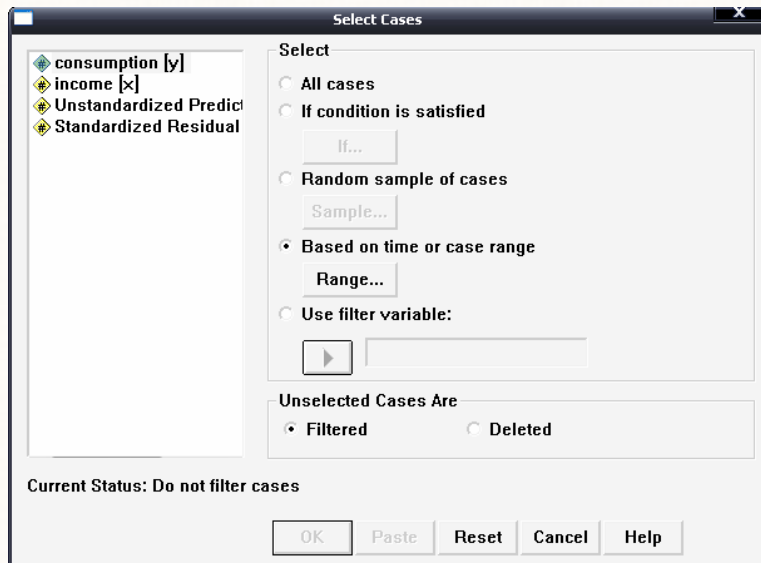 Select Cases
X
consumption [y]
income [x]
Unstandardized Predict
Standardized Residual
Select
All cases
If condition is satisfied
If...
Random sample of cases
Sample...
Based on time or case range
Range...
Use filter variable:
Unselected Cases Are
Filtered
Deleted
Current Status: Do not filter cases
OK
Paste
Reset
Cancel
Help